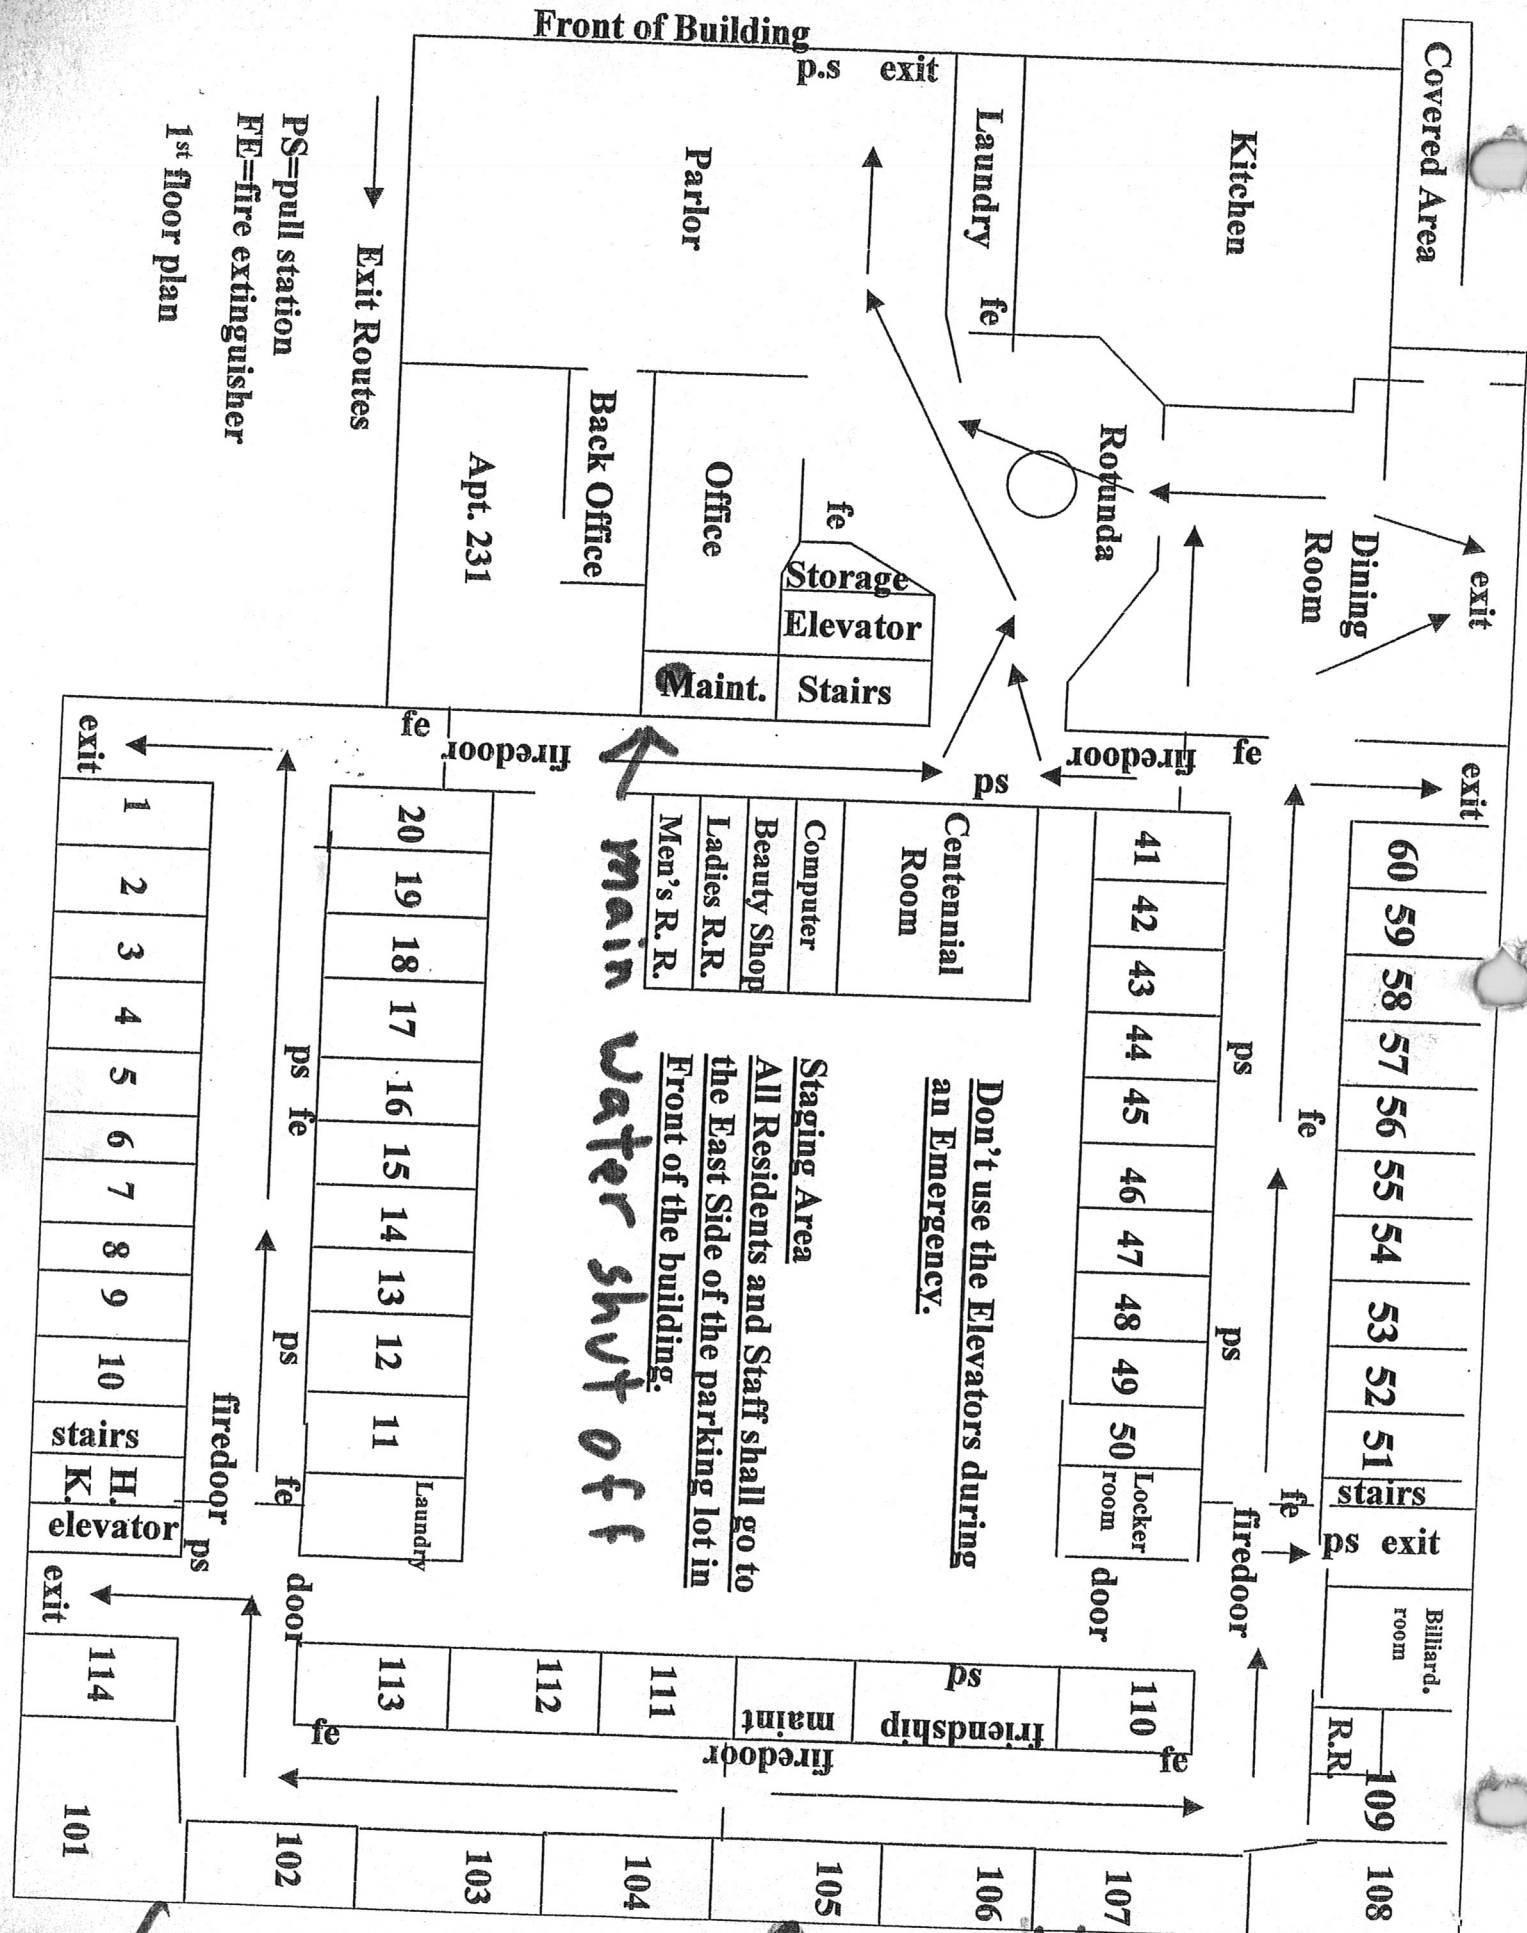 Front of Building
p.s exit
Covered Area
Kitchen
Laundry
fe
Parlor
Exit Routes
PS=pull station
FE=fire extinguisher
1st floor plan
Apt. 231
Back Office
Office
fe
Storage
Elevator
Stairs
Maint.
Rotunda
Dining
Room
exit
exit
fe
firedoor
ps
firedoor
fe
exit
main water shut off
Centennial
Room
Computer
Beauty Shop
Ladies R.R.
Men's R. R.
Don't use the Elevators during
an Emergency.
Staging Area
All Residents and Staff shall go to
the East Side of the parking lot in
Front of the building.
60
59
58
57
56
55
54
53
52
51
stairs
ps exit
fe
ps
ps
fe
firedoor
41
42
43
44
45
46
47
48
49
50
Locker
room
door
20
19
18
17
16
15
14
13
12
11
Laundry
door
ps fe
ps
fe
firedoor
ps
1
2
3
4
5
6
7
8
9
10
stairs
H.
K.
elevator
exit
Billiard.
room
R.R.
109
110
friendship
ps
maint
111
112
113
114
fe
firedoor
fe
108
107
106
105
104
103
102
101